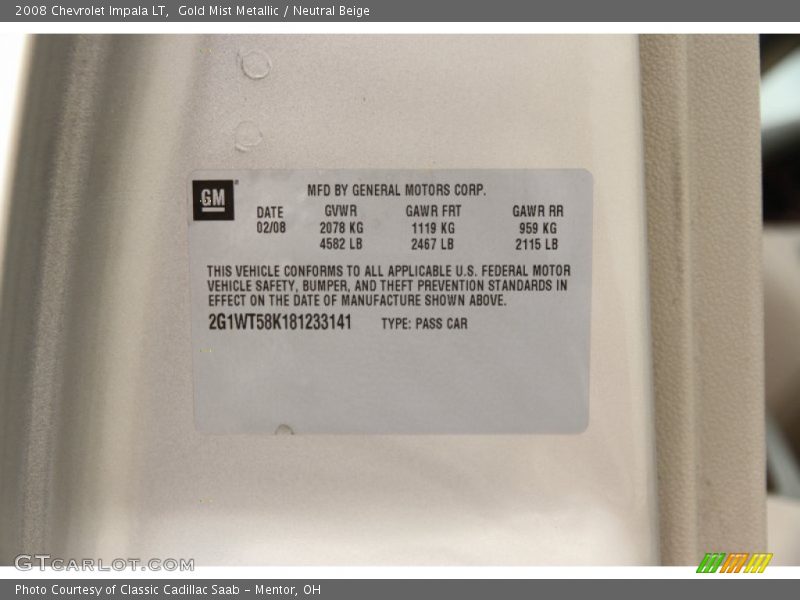 2008 Chevrolet Impala LT,  Gold Mist Metallic / Neutral Beige
GM
MFD BY GENERAL MOTORS CORP.
DATE GVWR GAWR FRT GAWR RR
02/08 2078 KG 1119 KG 959 KG
4582 LB 2467 LB 2115 LB
THIS VEHICLE CONFORMS TO ALL APPLICABLE U.S. FEDERAL MOTOR
VEHICLE SAFETY, BUMPER, AND THEFT PREVENTION STANDARDS IN
EFFECT ON THE DATE OF MANUFACTURE SHOWN ABOVE.
2G1WT58K181233141 TYPE: PASS CAR
GTCARLOT.COM
Photo Courtesy of Classic Cadillac Saab - Mentor, OH